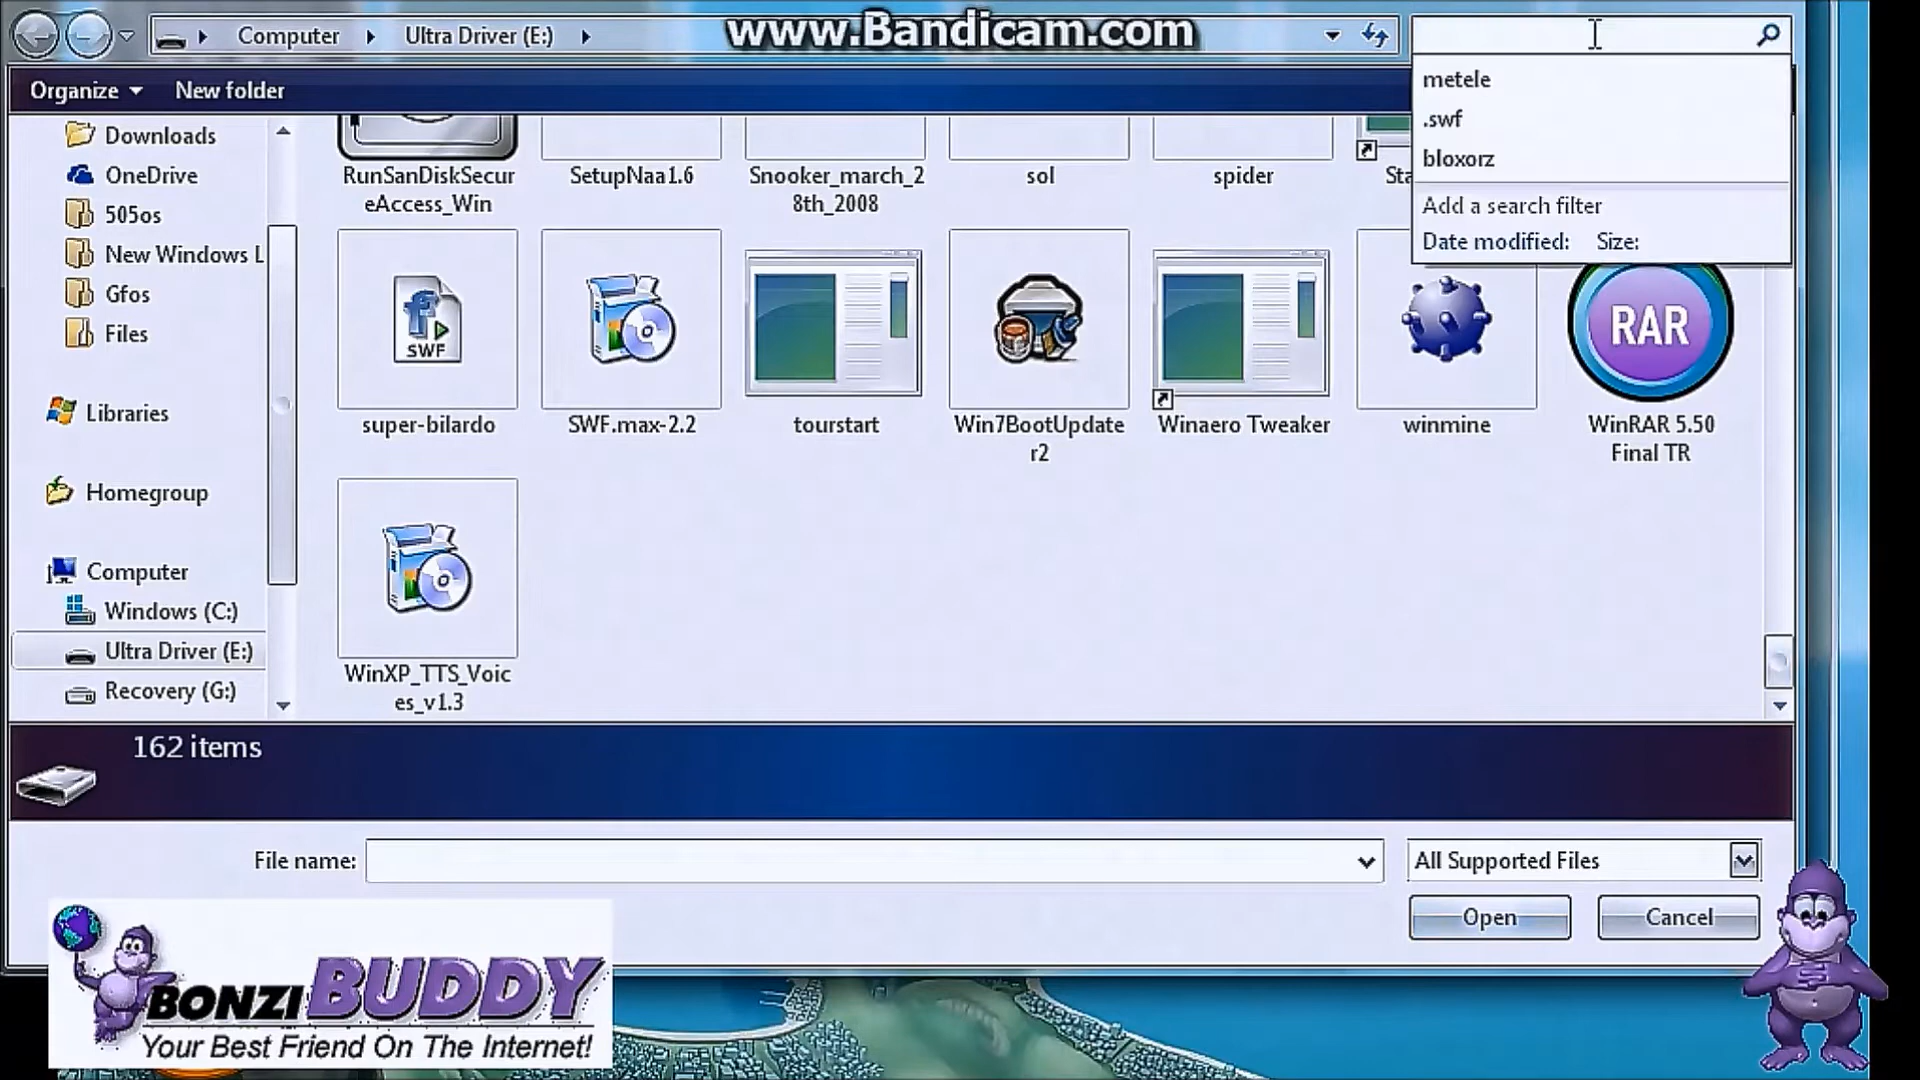 www.Bandicam.com
Computer
Ultra Driver (E:)
metele
.swf
bloxorz
Add a search filter
Date modified:
Size:
Organize
New folder
Downloads
OneDrive
505os
New Windows L
Gfos
Files
Libraries
Homegroup
Computer
Windows (C:)
Ultra Driver (E:)
Recovery (G:)
RunSanDiskSecur
eAccess_Win
SetupNaa1.6
Snooker_march_2
8th_2008
sol
spider
Sta
SWF
super-bilardo
SWF.max-2.2
tourstart
Win7BootUpdate
r2
Winaero Tweaker
winmine
RAR
WinRAR 5.50
Final TR
WinXP_TTS_Voic
es_v1.3
162 items
File name:
All Supported Files
Open
Cancel
BONZIBUDDY
Your Best Friend On The Internet!